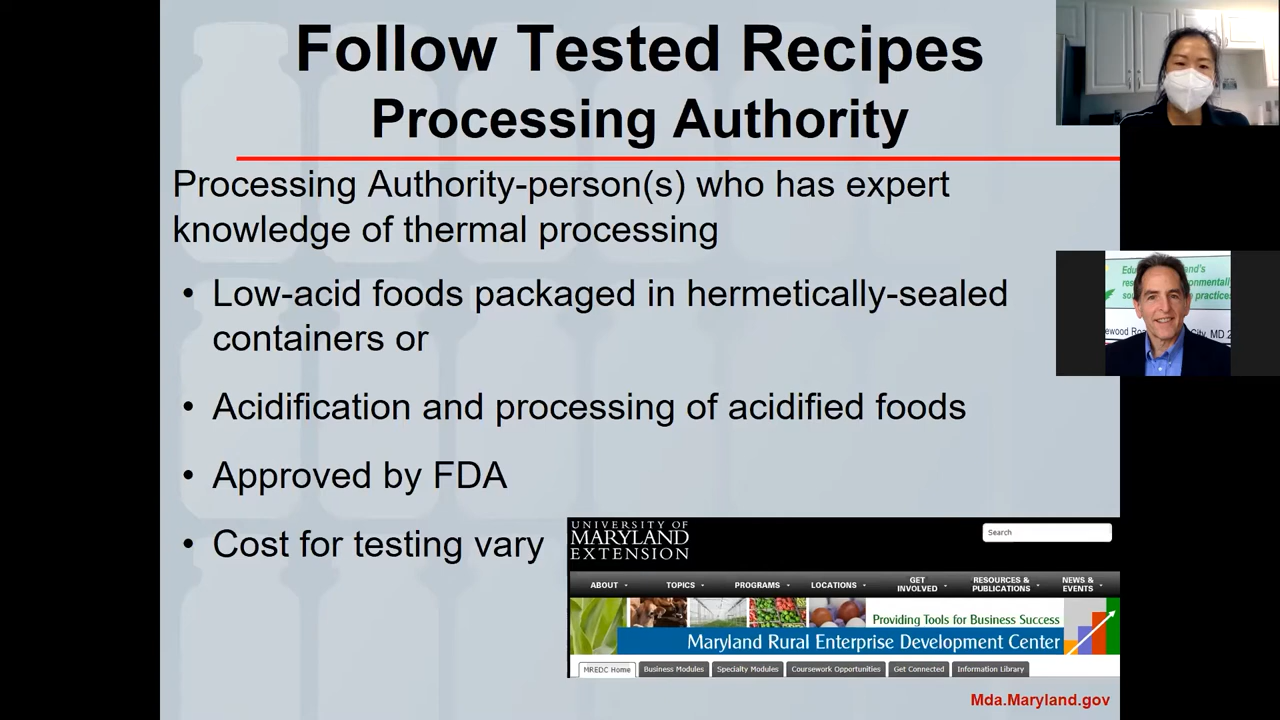 Follow Tested Recipes
Processing Authority
Processing Authority-person(s) who has expert
knowledge of thermal processing
• Low-acid foods packaged in hermetically-sealed
containers or
• Acidification and processing of acidified foods
• Approved by FDA
• Cost for testing vary
UNIVERSITY OF
MARYLAND
EXTENSION
Search
ABOUT TOPICS PROGRAMS LOCATIONS GET INVOLVED RESOURCES & PUBLICATIONS NEWS & EVENTS
Providing Tools for Business Success
Maryland Rural Enterprise Development Center
MREDC Home Business Modules Specialty Modules Coursework Opportunities Get Connected Information Library
Mda.Maryland.gov
City, MD 2